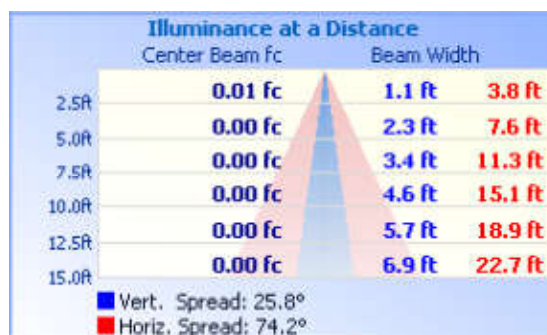 Illuminance at a Distance
Center Beam fc Beam Width
2.5ft 0.01 fc 1.1 ft 3.8 ft
5.0ft 0.00 fc 2.3 ft 7.6 ft
7.5ft 0.00 fc 3.4 ft 11.3 ft
10.0ft 0.00 fc 4.6 ft 15.1 ft
12.5ft 0.00 fc 5.7 ft 18.9 ft
15.0ft 0.00 fc 6.9 ft 22.7 ft
Vert. Spread: 25.8°
Horiz. Spread: 74.2°